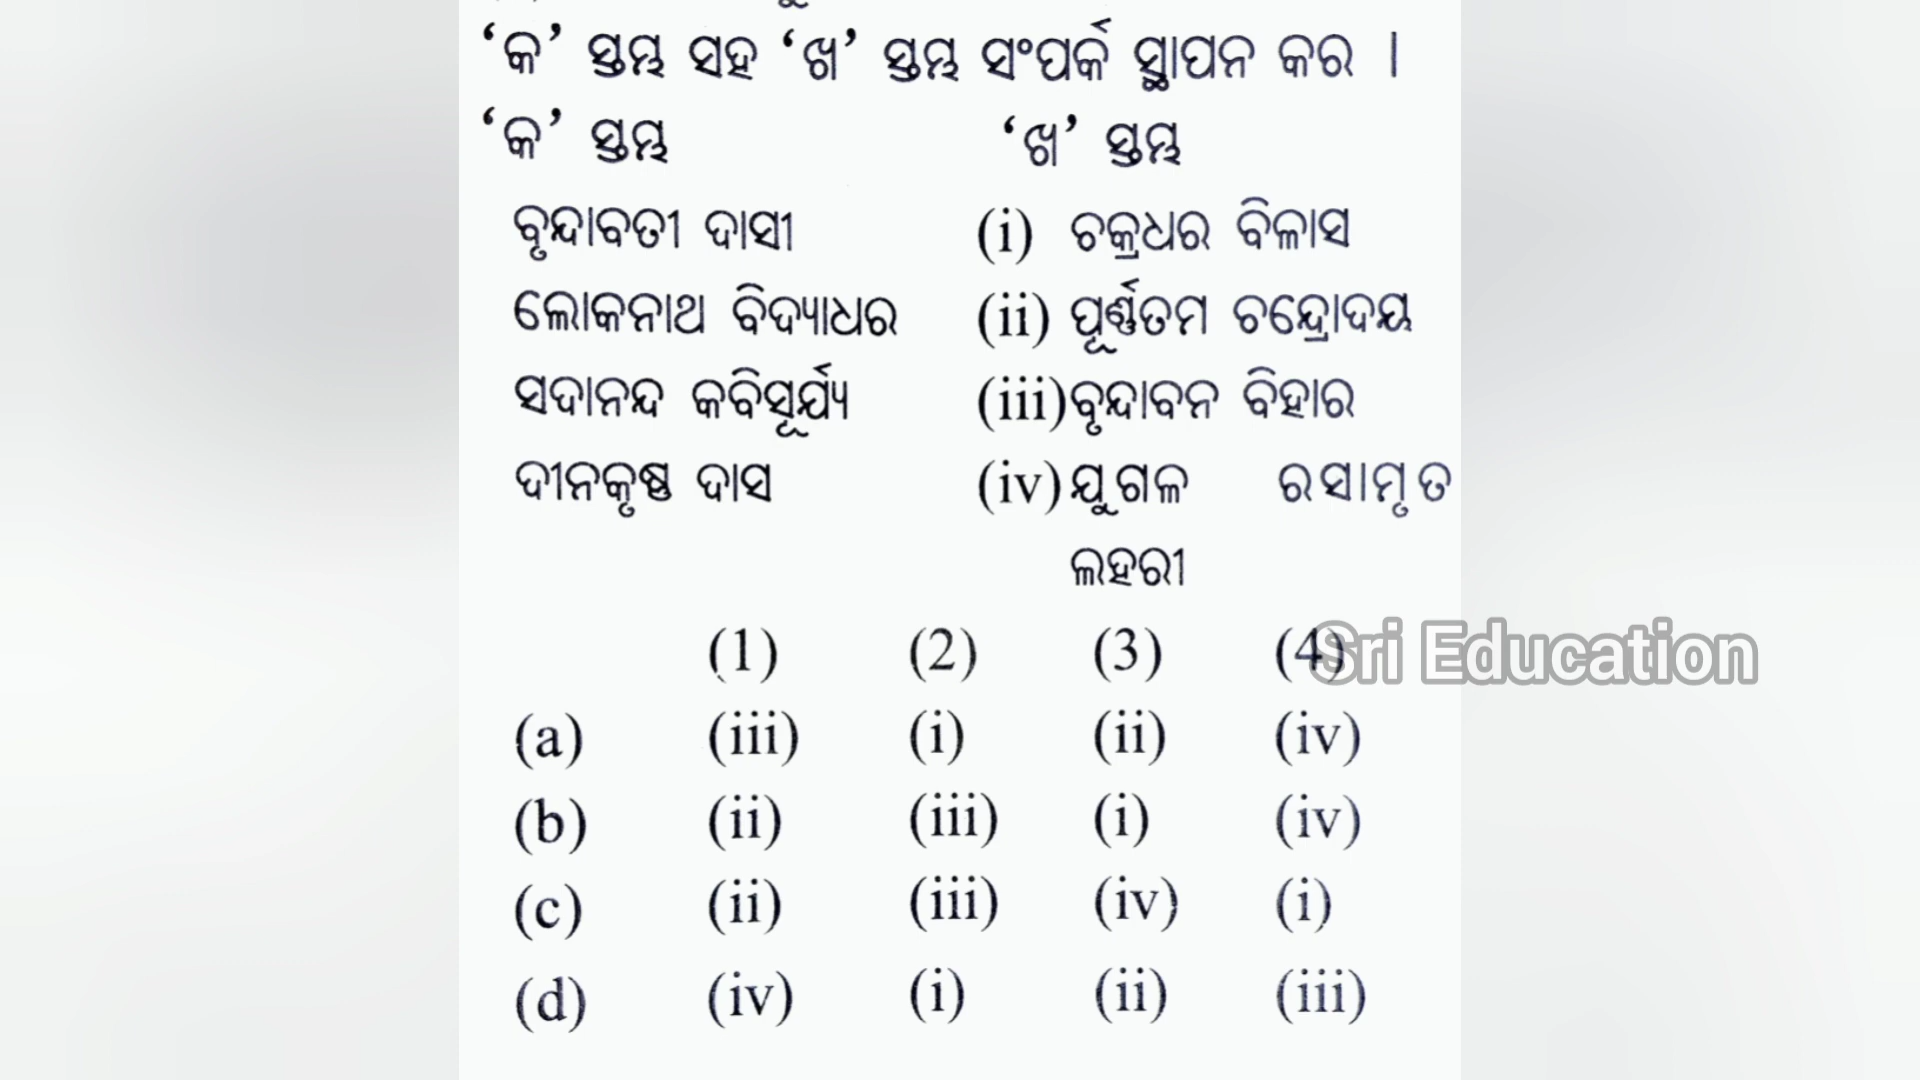 ‘କ’ ସ୍ତମ୍ଭ ସହ ‘ଖ’ ସ୍ତମ୍ଭ ସଂପର୍କ ସ୍ଥାପନ କର ।
‘କ’ ସ୍ତମ୍ଭ ‘ଖ’ ସ୍ତମ୍ଭ
ବୃନ୍ଦାବତୀ ଦାସୀ (i) ଚକ୍ରଧର ବିଳାସ
ଲୋକନାଥ ବିଦ୍ୟାଧର (ii) ପୂର୍ଣ୍ଣତମ ଚନ୍ଦ୍ରୋଦୟ
ସଦାନନ୍ଦ କବିସୂର୍ଯ୍ୟ (iii) ବୃନ୍ଦାବନ ବିହାର
ଦୀନକୃଷ୍ଣ ଦାସ (iv) ଯୁଗଳ ରସାମୃତ
ଲହରୀ
(1) (2) (3) (4)
Sri Education
(a) (iii) (i) (ii) (iv)
(b) (ii) (iii) (i) (iv)
(c) (ii) (iii) (iv) (i)
(d) (iv) (i) (ii) (iii)